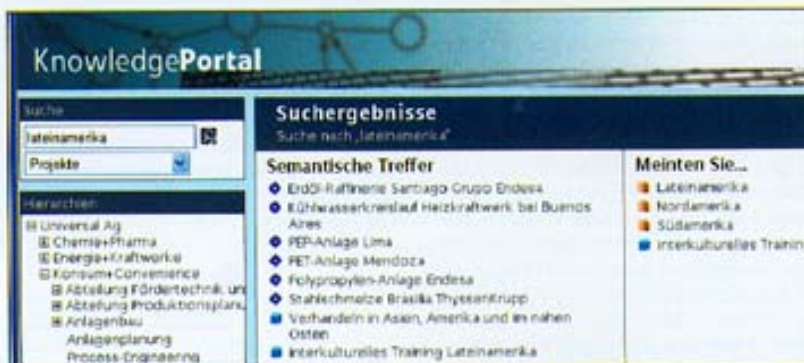 KnowledgePortal
Suche
lateinamerika
Projekte
Hierarchien
Universal Ag
Chemie+Pharma
Energie+Kraftwerke
Konsum+Convenience
Abteilung Fördertechnik und
Abteilung Produktionsplanu
Anlagenbau
Anlagenplanung
Process-Engineering
Suchergebnisse
Suche nach „lateinamerika"
Semantische Treffer
Erdöl-Raffinerie Santiago Grupo Endesa
Kühlwasserkreislauf Heizkraftwerk bei Buenos
Aires
PEP-Anlage Lima
PET-Anlage Mendoza
Polypropylen-Anlage Endesa
Stahlschmelze Brasilia ThyssenKrupp
Verhandeln in Asien, Amerika und im nahen
Osten
Interkulturelles Training Lateinamerika
Meinten Sie...
Lateinamerika
Nordamerika
Südamerika
Interkulturelles Training